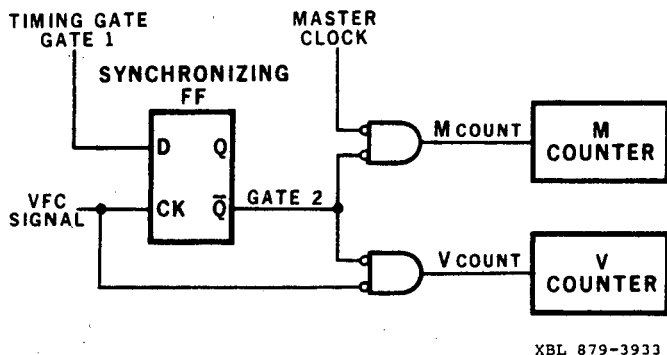 TIMING GATE
GATE 1
MASTER
CLOCK
SYNCHRONIZING
FF
D Q
VFC
SIGNAL
CK Q̅
GATE 2
M COUNT
M
COUNTER
V COUNT
V
COUNTER
XBL 879-3933